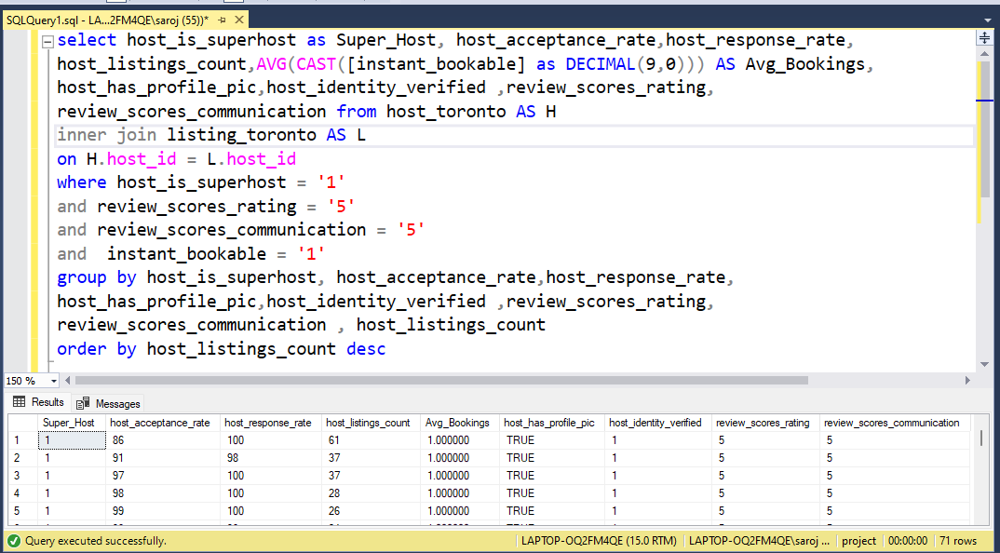 SQLQuery1.sql - LA...2FM4QE\saroj (55))*
select host_is_superhost as Super_Host, host_acceptance_rate,host_response_rate,
host_listings_count,AVG(CAST([instant_bookable] as DECIMAL(9,0))) AS Avg_Bookings,
host_has_profile_pic,host_identity_verified ,review_scores_rating,
review_scores_communication from host_toronto AS H
inner join listing_toronto AS L
on H.host_id = L.host_id
where host_is_superhost = '1'
and review_scores_rating = '5'
and review_scores_communication = '5'
and  instant_bookable = '1'
group by host_is_superhost, host_acceptance_rate,host_response_rate,
host_has_profile_pic,host_identity_verified ,review_scores_rating,
review_scores_communication , host_listings_count
order by host_listings_count desc
150 %
Results Messages
Super_Host host_acceptance_rate host_response_rate host_listings_count Avg_Bookings host_has_profile_pic host_identity_verified review_scores_rating review_scores_communication
1 1 86 100 61 1.000000 TRUE 1 5 5
2 1 91 98 37 1.000000 TRUE 1 5 5
3 1 97 100 37 1.000000 TRUE 1 5 5
4 1 98 100 28 1.000000 TRUE 1 5 5
5 1 99 100 26 1.000000 TRUE 1 5 5
Query executed successfully. LAPTOP-OQ2FM4QE (15.0 RTM) LAPTOP-OQ2FM4QE\saroj ... project 00:00:00 71 rows